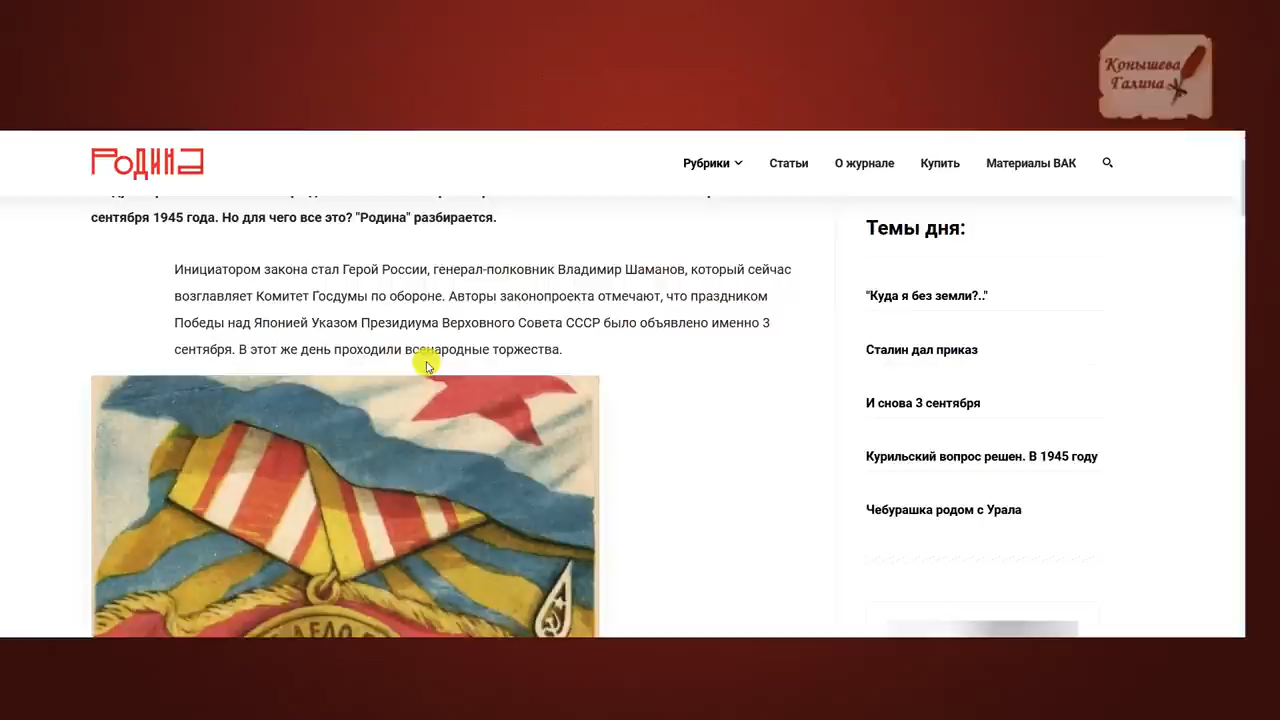 Конышева
Галина
РОДИНА
Рубрики
Статьи
О журнале
Купить
Материалы ВАК
сентября 1945 года. Но для чего все это? "Родина" разбирается.
Инициатором закона стал Герой России, генерал-полковник Владимир Шаманов, который сейчас
возглавляет Комитет Госдумы по обороне. Авторы законопроекта отмечают, что праздником
Победы над Японией Указом Президиума Верховного Совета СССР было объявлено именно 3
сентября. В этот же день проходили всенародные торжества.
ДЕЛО
Темы дня:
"Куда я без земли?.."
Сталин дал приказ
И снова 3 сентября
Курильский вопрос решен. В 1945 году
Чебурашка родом с Урала